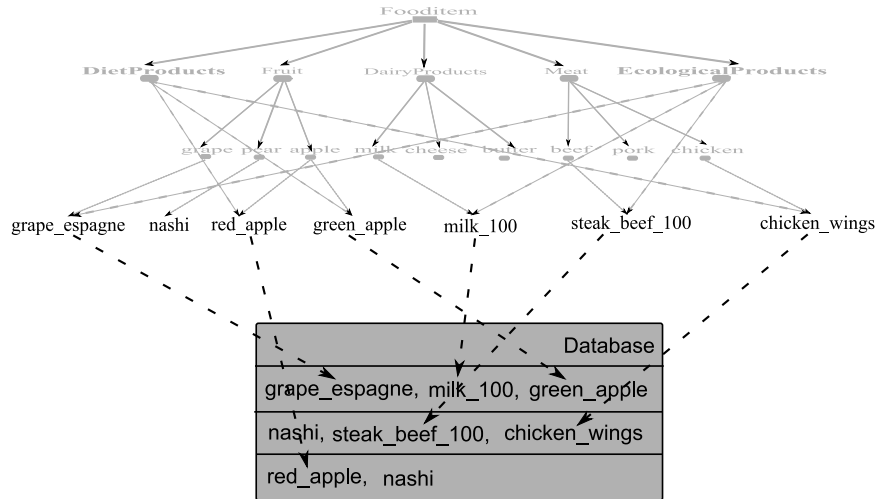 Fooditem
DietProducts Fruit DairyProducts Meat EcologicalProducts
grape pear apple milk cheese butter beef pork chicken
grape_espagne nashi red_apple green_apple milk_100 steak_beef_100 chicken_wings
Database
grape_espagne, milk_100, green_apple
nashi, steak_beef_100, chicken_wings
red_apple, nashi